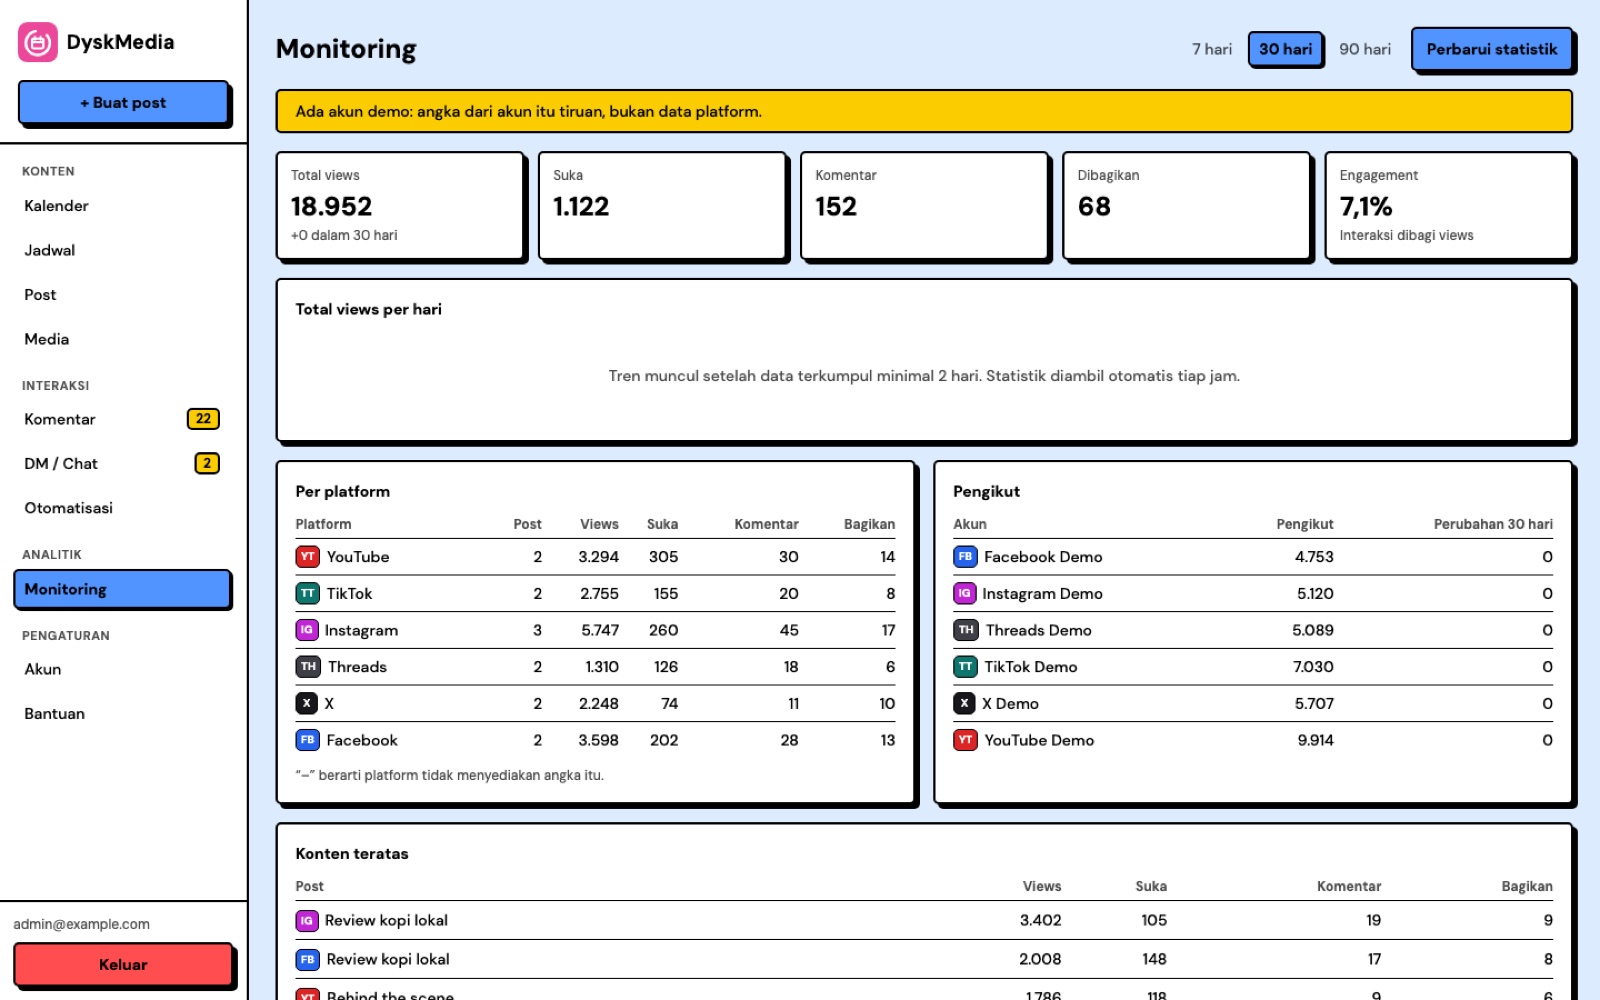 DyskMedia
+ Buat post
KONTEN
Kalender
Jadwal
Post
Media
INTERAKSI
Komentar 22
DM / Chat 2
Otomatisasi
ANALITIK
Monitoring
PENGATURAN
Akun
Bantuan
admin@example.com
Keluar
Monitoring
7 hari 30 hari 90 hari Perbarui statistik
Ada akun demo: angka dari akun itu tiruan, bukan data platform.
Total views
18.952
+0 dalam 30 hari
Suka
1.122
Komentar
152
Dibagikan
68
Engagement
7,1%
Interaksi dibagi views
Total views per hari
Tren muncul setelah data terkumpul minimal 2 hari. Statistik diambil otomatis tiap jam.
Per platform
Platform Post Views Suka Komentar Bagikan
YT YouTube 2 3.294 305 30 14
TT TikTok 2 2.755 155 20 8
IG Instagram 3 5.747 260 45 17
TH Threads 2 1.310 126 18 6
X X 2 2.248 74 11 10
FB Facebook 2 3.598 202 28 13
“–” berarti platform tidak menyediakan angka itu.
Pengikut
Akun Pengikut Perubahan 30 hari
FB Facebook Demo 4.753 0
IG Instagram Demo 5.120 0
TH Threads Demo 5.089 0
TT TikTok Demo 7.030 0
X X Demo 5.707 0
YT YouTube Demo 9.914 0
Konten teratas
Post Views Suka Komentar Bagikan
IG Review kopi lokal 3.402 105 19 9
FB Review kopi lokal 2.008 148 17 8
YT Behind the scene 1.786 118 9 6